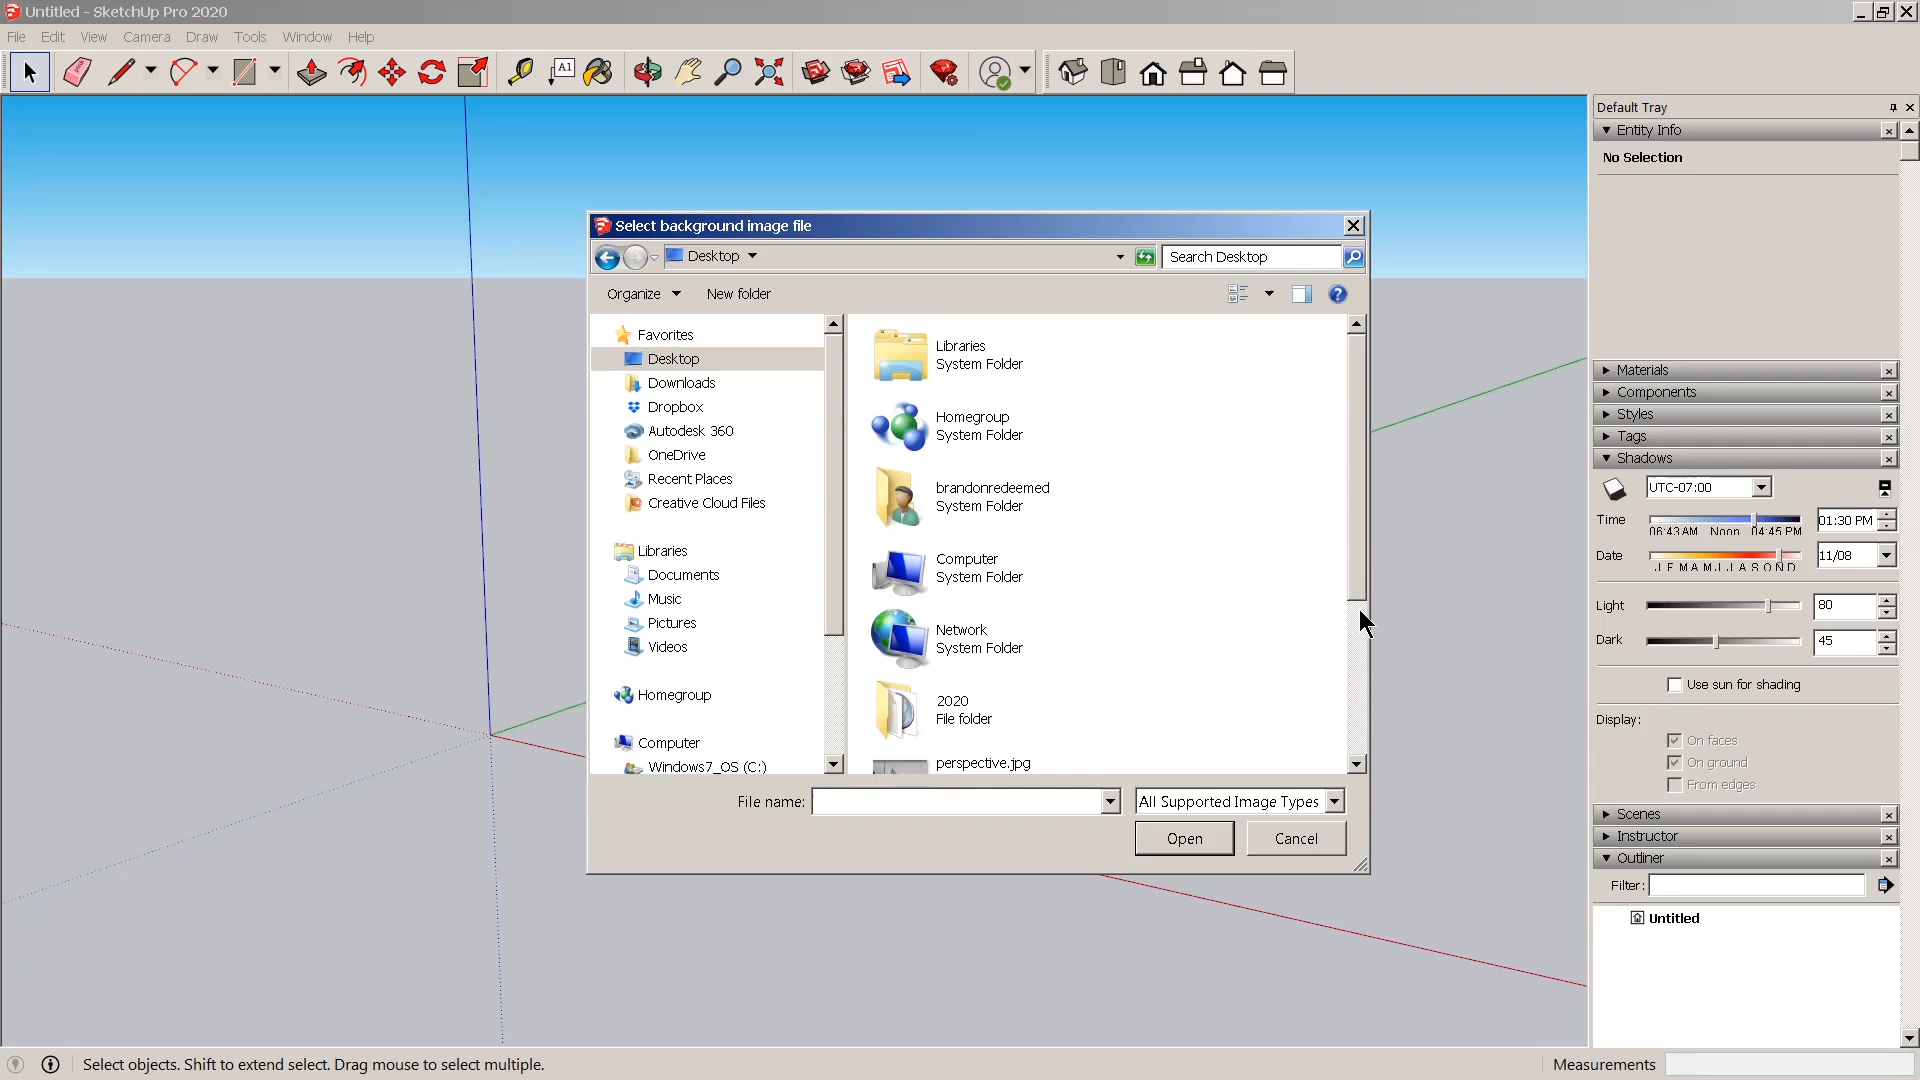 Untitled - SketchUp Pro 2020
File Edit View Camera Draw Tools Window Help
A1
Default Tray
Entity Info
No Selection
Select background image file
Desktop
Search Desktop
Organize New folder
Favorites
Desktop
Downloads
Dropbox
Autodesk 360
OneDrive
Recent Places
Creative Cloud Files
Libraries
Documents
Music
Pictures
Videos
Homegroup
Computer
Windows7_OS (C:)
Libraries
System Folder
Homegroup
System Folder
brandonredeemed
System Folder
Computer
System Folder
Network
System Folder
2020
File folder
perspective.jpg
File name:
All Supported Image Types
Open Cancel
Materials
Components
Styles
Tags
Shadows
UTC-07:00
Time 01:30 PM
06:43 AM Noon 04:45 PM
Date 11/08
J F M A M J J A S O N D
Light 80
Dark 45
Use sun for shading
Display:
On faces
On ground
From edges
Scenes
Instructor
Outliner
Filter:
Untitled
Select objects. Shift to extend select. Drag mouse to select multiple.
Measurements